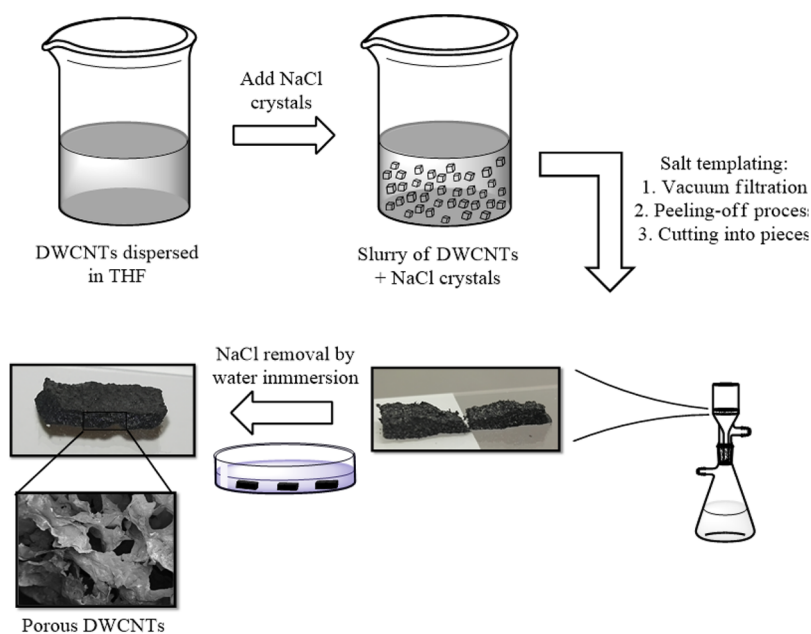 Add NaCl
crystals
DWCNTs dispersed
in THF
Slurry of DWCNTs
+ NaCl crystals
Salt templating:
1. Vacuum filtration
2. Peeling-off proces
3. Cutting into pieces
NaCl removal by
water inmmersion
Porous DWCNTs